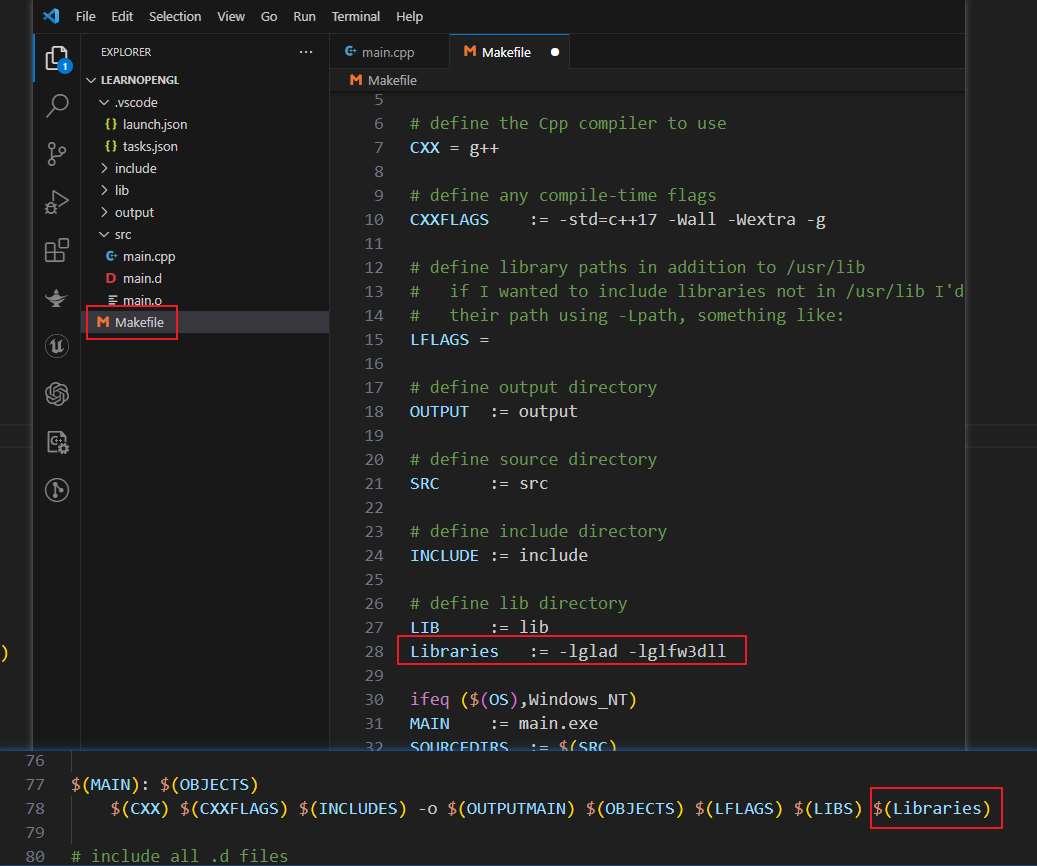 File Edit Selection View Go Run Terminal Help
EXPLORER ...
main.cpp
Makefile
1
LEARNOPENGL
.vscode
{} launch.json
{} tasks.json
include
lib
output
src
main.cpp
D main.d
main.o
M Makefile
M Makefile
5
6 # define the Cpp compiler to use
7 CXX = g++
8
9 # define any compile-time flags
10 CXXFLAGS := -std=c++17 -Wall -Wextra -g
11
12 # define library paths in addition to /usr/lib
13 # if I wanted to include libraries not in /usr/lib I'd
14 # their path using -Lpath, something like:
15 LFLAGS =
16
17 # define output directory
18 OUTPUT := output
19
20 # define source directory
21 SRC := src
22
23 # define include directory
24 INCLUDE := include
25
26 # define lib directory
27 LIB := lib
28 Libraries := -lglad -lglfw3dll
29
30 ifeq ($(OS),Windows_NT)
31 MAIN := main.exe
32 SOURCEDIRS := $(SRC)
)
76
77 $(MAIN): $(OBJECTS)
78 $(CXX) $(CXXFLAGS) $(INCLUDES) -o $(OUTPUTMAIN) $(OBJECTS) $(LFLAGS) $(LIBS) $(Libraries)
79
80 # include all .d files